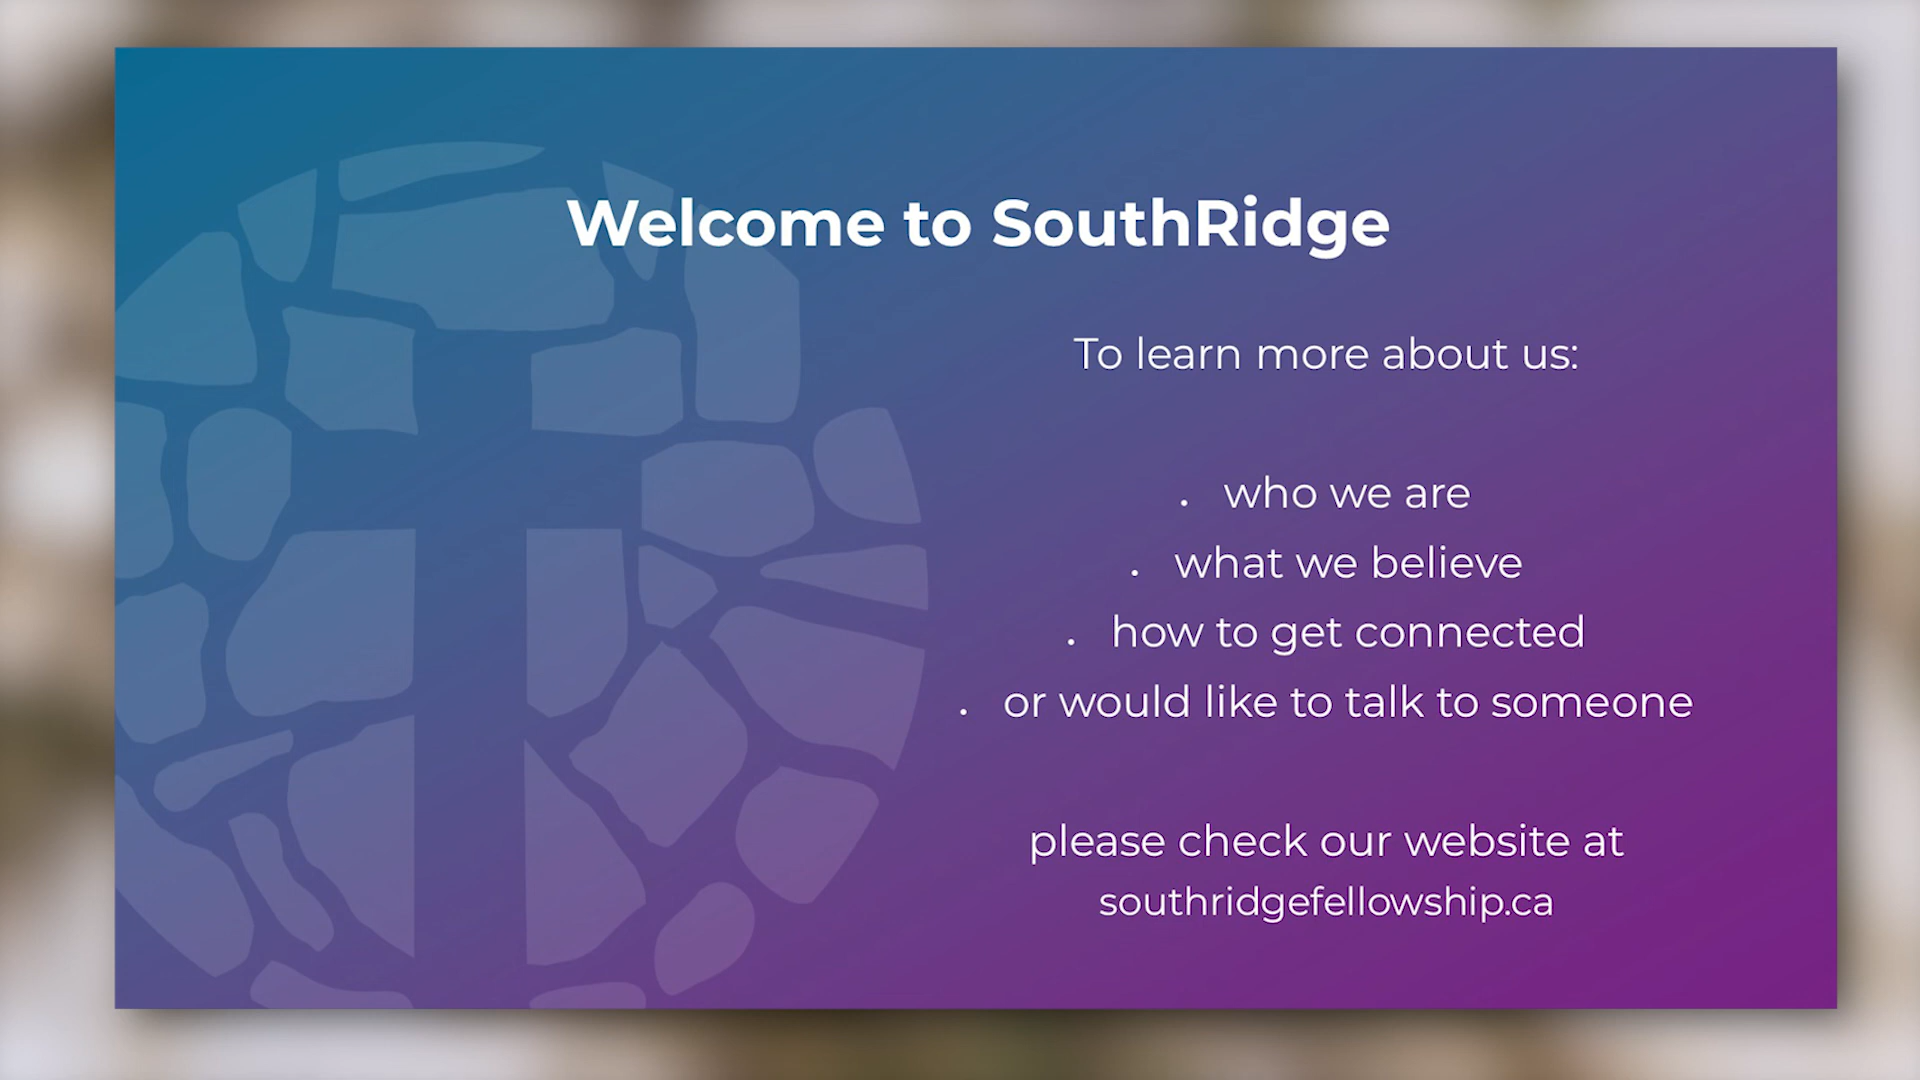 Welcome to SouthRidge
To learn more about us:
• who we are
• what we believe
• how to get connected
• or would like to talk to someone
please check our website at
southridgefellowship.ca